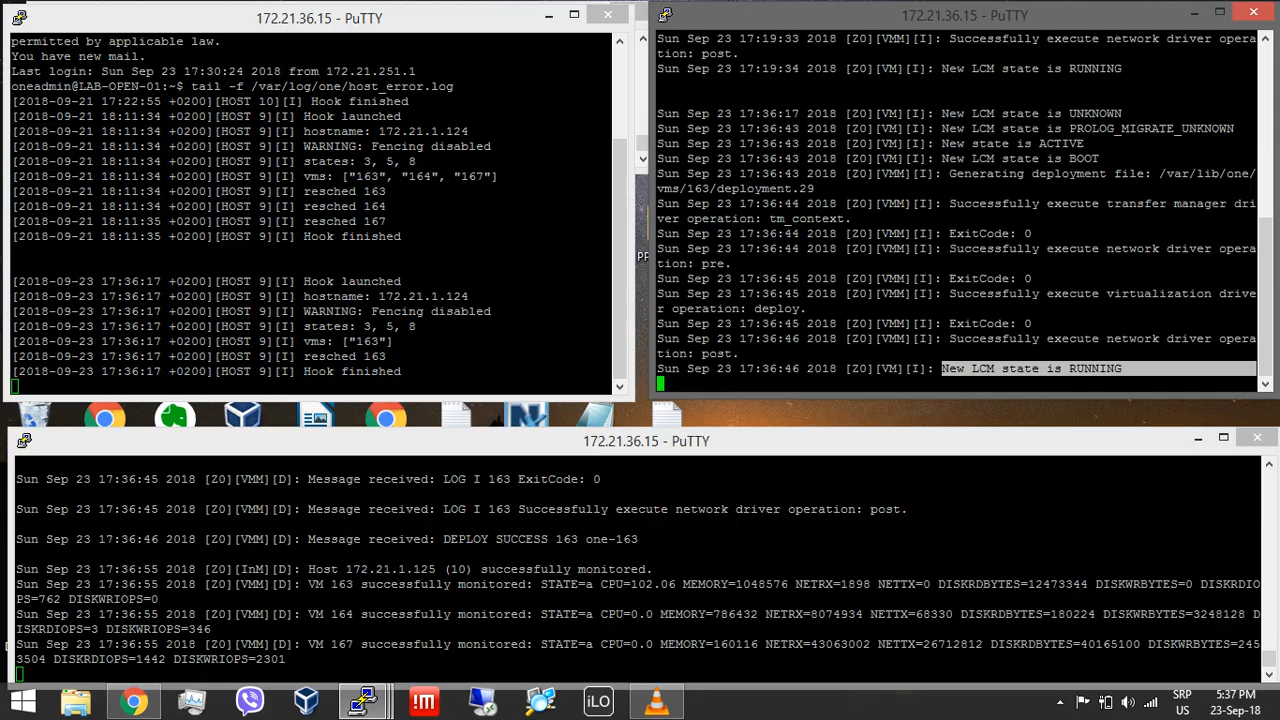 172.21.36.15 - PuTTY
permitted by applicable law.
You have new mail.
Last login: Sun Sep 23 17:30:24 2018 from 172.21.251.1
oneadmin@LAB-OPEN-01:~$ tail -f /var/log/one/host_error.log
[2018-09-21 17:22:55 +0200][HOST 10][I] Hook finished
[2018-09-21 18:11:34 +0200][HOST 9][I] Hook launched
[2018-09-21 18:11:34 +0200][HOST 9][I] hostname: 172.21.1.124
[2018-09-21 18:11:34 +0200][HOST 9][I] WARNING: Fencing disabled
[2018-09-21 18:11:34 +0200][HOST 9][I] states: 3, 5, 8
[2018-09-21 18:11:34 +0200][HOST 9][I] vms: ["163", "164", "167"]
[2018-09-21 18:11:34 +0200][HOST 9][I] resched 163
[2018-09-21 18:11:34 +0200][HOST 9][I] resched 164
[2018-09-21 18:11:35 +0200][HOST 9][I] resched 167
[2018-09-21 18:11:35 +0200][HOST 9][I] Hook finished
[2018-09-23 17:36:17 +0200][HOST 9][I] Hook launched
[2018-09-23 17:36:17 +0200][HOST 9][I] hostname: 172.21.1.124
[2018-09-23 17:36:17 +0200][HOST 9][I] WARNING: Fencing disabled
[2018-09-23 17:36:17 +0200][HOST 9][I] states: 3, 5, 8
[2018-09-23 17:36:17 +0200][HOST 9][I] vms: ["163"]
[2018-09-23 17:36:17 +0200][HOST 9][I] resched 163
[2018-09-23 17:36:17 +0200][HOST 9][I] Hook finished
172.21.36.15 - PuTTY
Sun Sep 23 17:19:33 2018 [Z0][VMM][I]: Successfully execute network driver opera
tion: post.
Sun Sep 23 17:19:34 2018 [Z0][VM][I]: New LCM state is RUNNING
Sun Sep 23 17:36:17 2018 [Z0][VM][I]: New LCM state is UNKNOWN
Sun Sep 23 17:36:43 2018 [Z0][VM][I]: New LCM state is PROLOG_MIGRATE_UNKNOWN
Sun Sep 23 17:36:43 2018 [Z0][VM][I]: New state is ACTIVE
Sun Sep 23 17:36:43 2018 [Z0][VM][I]: New LCM state is BOOT
Sun Sep 23 17:36:43 2018 [Z0][VMM][I]: Generating deployment file: /var/lib/one/
vms/163/deployment.29
Sun Sep 23 17:36:44 2018 [Z0][VMM][I]: Successfully execute transfer manager dri
ver operation: tm_context.
Sun Sep 23 17:36:44 2018 [Z0][VMM][I]: ExitCode: 0
Sun Sep 23 17:36:44 2018 [Z0][VMM][I]: Successfully execute network driver opera
tion: pre.
Sun Sep 23 17:36:45 2018 [Z0][VMM][I]: ExitCode: 0
Sun Sep 23 17:36:45 2018 [Z0][VMM][I]: Successfully execute virtualization drive
r operation: deploy.
Sun Sep 23 17:36:45 2018 [Z0][VMM][I]: ExitCode: 0
Sun Sep 23 17:36:46 2018 [Z0][VMM][I]: Successfully execute network driver opera
tion: post.
Sun Sep 23 17:36:46 2018 [Z0][VM][I]: New LCM state is RUNNING
PP
172.21.36.15 - PuTTY
Sun Sep 23 17:36:45 2018 [Z0][VMM][D]: Message received: LOG I 163 ExitCode: 0
Sun Sep 23 17:36:45 2018 [Z0][VMM][D]: Message received: LOG I 163 Successfully execute network driver operation: post.
Sun Sep 23 17:36:46 2018 [Z0][VMM][D]: Message received: DEPLOY SUCCESS 163 one-163
Sun Sep 23 17:36:55 2018 [Z0][InM][D]: Host 172.21.1.125 (10) successfully monitored.
Sun Sep 23 17:36:55 2018 [Z0][VMM][D]: VM 163 successfully monitored: STATE=a CPU=102.06 MEMORY=1048576 NETRX=1898 NETTX=0 DISKRDBYTES=12473344 DISKWRBYTES=0 DISKRDIO
PS=762 DISKWRIOPS=0
Sun Sep 23 17:36:55 2018 [Z0][VMM][D]: VM 164 successfully monitored: STATE=a CPU=0.0 MEMORY=786432 NETRX=8074934 NETTX=68330 DISKRDBYTES=180224 DISKWRBYTES=3248128 D
ISKRDIOPS=3 DISKWRIOPS=346
Sun Sep 23 17:36:55 2018 [Z0][VMM][D]: VM 167 successfully monitored: STATE=a CPU=0.0 MEMORY=160116 NETRX=43063002 NETTX=26712812 DISKRDBYTES=40165100 DISKWRBYTES=245
3504 DISKRDIOPS=1442 DISKWRIOPS=2301
!m
iLO
SRP
US
5:37 PM
23-Sep-18